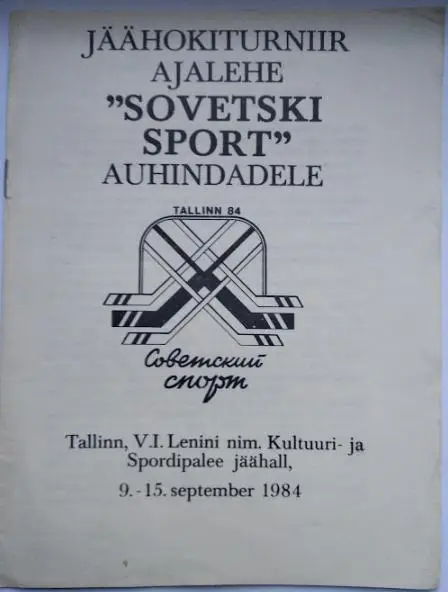 JÄÄHOKITURNIIR
AJALEHE
”SOVETSKI
SPORT”
AUHINDADELE
TALLINN 84
Советский
спорт
Tallinn, V.I. Lenini nim. Kultuuri- ja
Spordipalee jäähall,
9.-15. september 1984